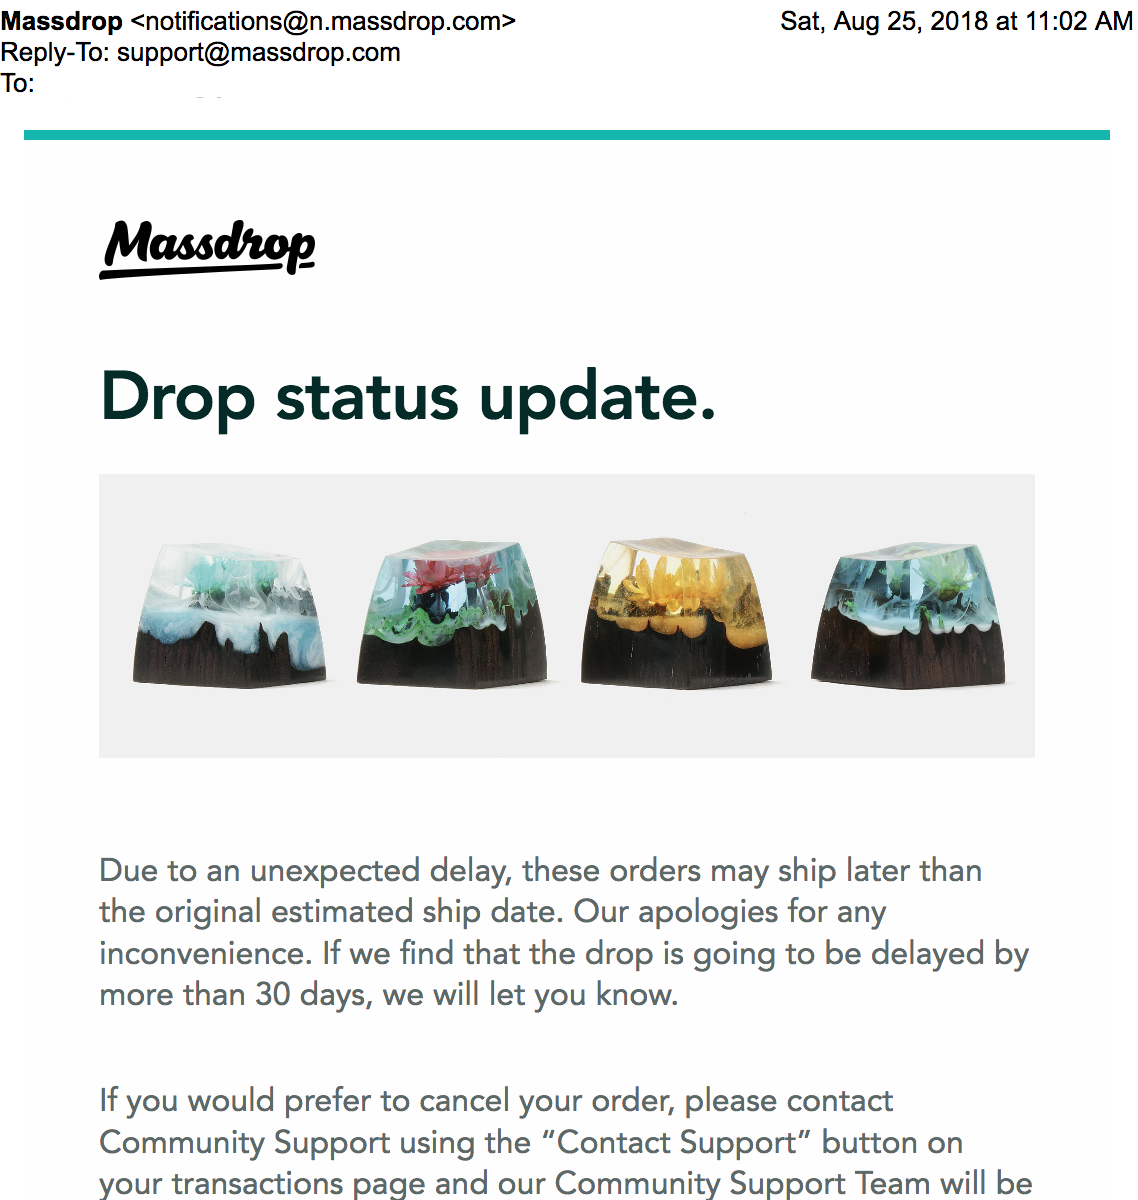 Massdrop <notifications@n.massdrop.com> Sat, Aug 25, 2018 at 11:02 AM
Reply-To: support@massdrop.com
To:
Massdrop
Drop status update.
Due to an unexpected delay, these orders may ship later than
the original estimated ship date. Our apologies for any
inconvenience. If we find that the drop is going to be delayed by
more than 30 days, we will let you know.
If you would prefer to cancel your order, please contact
Community Support using the “Contact Support” button on
your transactions page and our Community Support Team will be